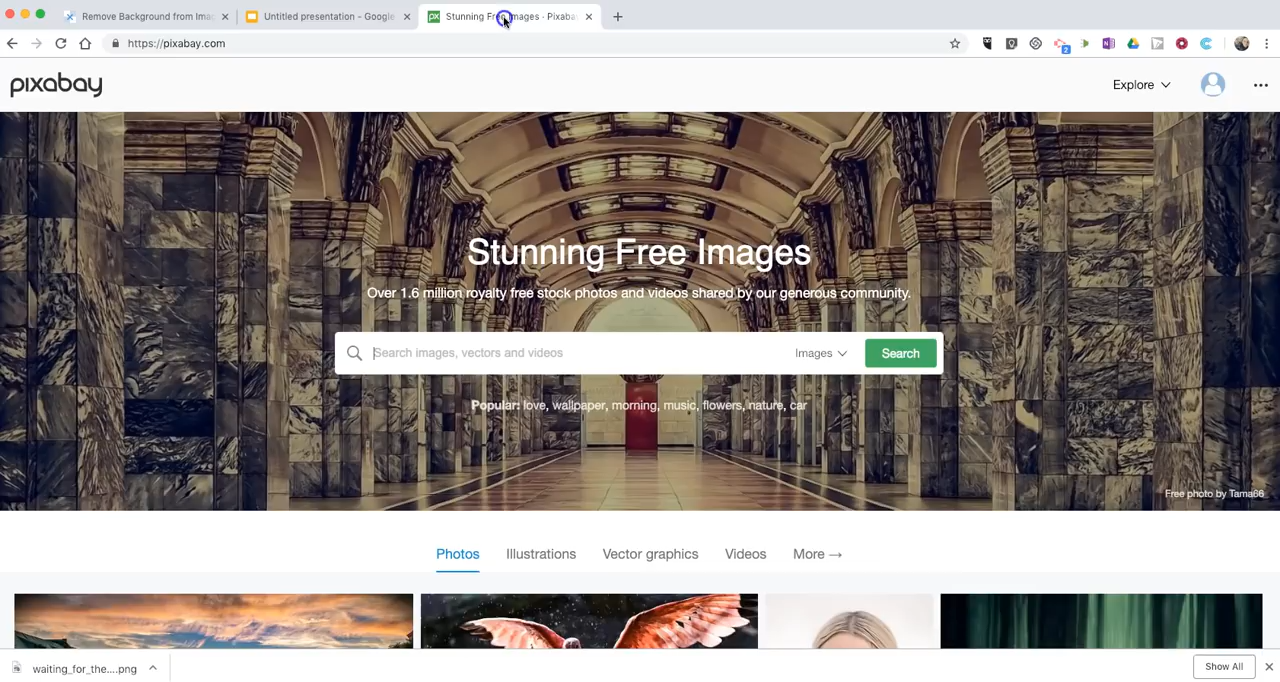 Remove Background from Imag
Untitled presentation - Google
Stunning Free Images · Pixaba
https://pixabay.com
2
pixabay
Explore
Stunning Free Images
Over 1.6 million royalty free stock photos and videos shared by our generous community.
Search images, vectors and videos
Images
Search
Popular: love, wallpaper, morning, music, flowers, nature, car
Free photo by Tama66
Photos
Illustrations
Vector graphics
Videos
More →
waiting_for_the....png
Show All